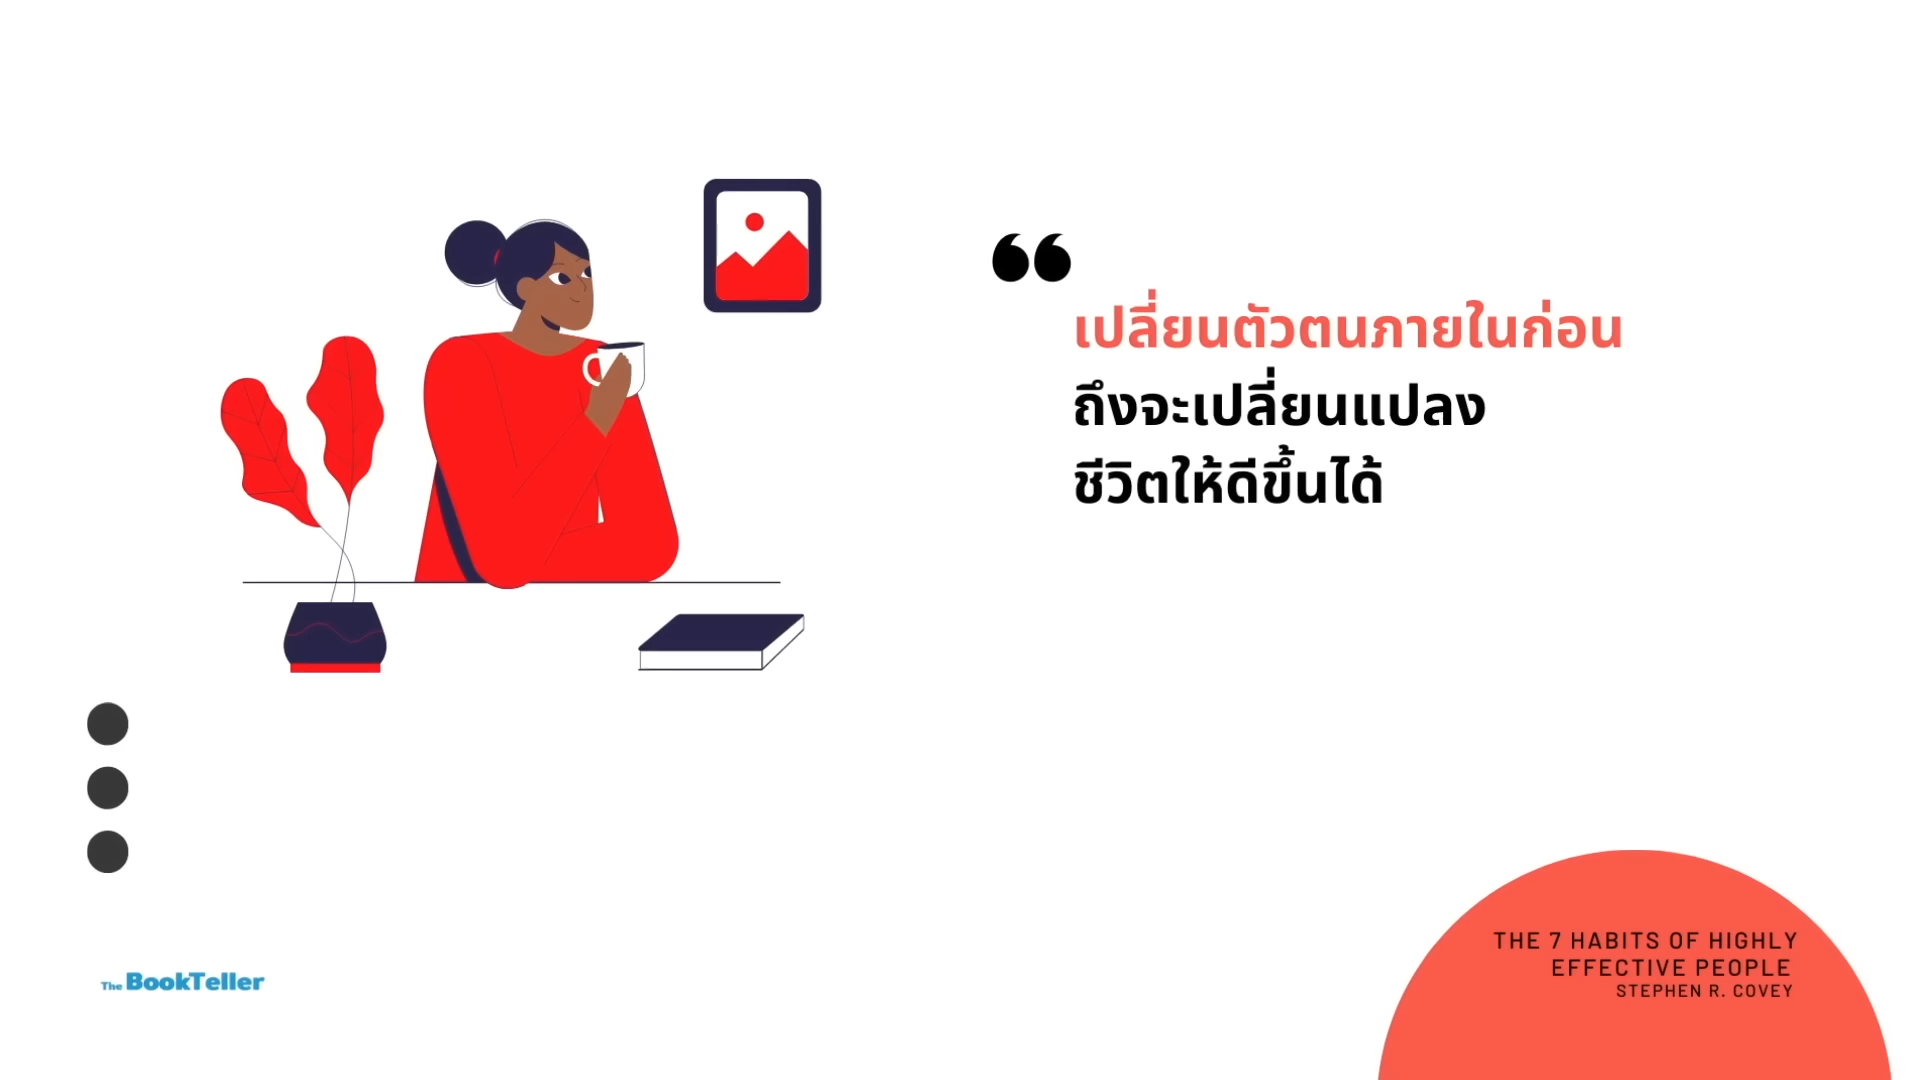 “
เปลี่ยนตัวตนภายในก่อน
ถึงจะเปลี่ยนแปลง
ชีวิตให้ดีขึ้นได้
The BookTeller
THE 7 HABITS OF HIGHLY
EFFECTIVE PEOPLE
STEPHEN R. COVEY